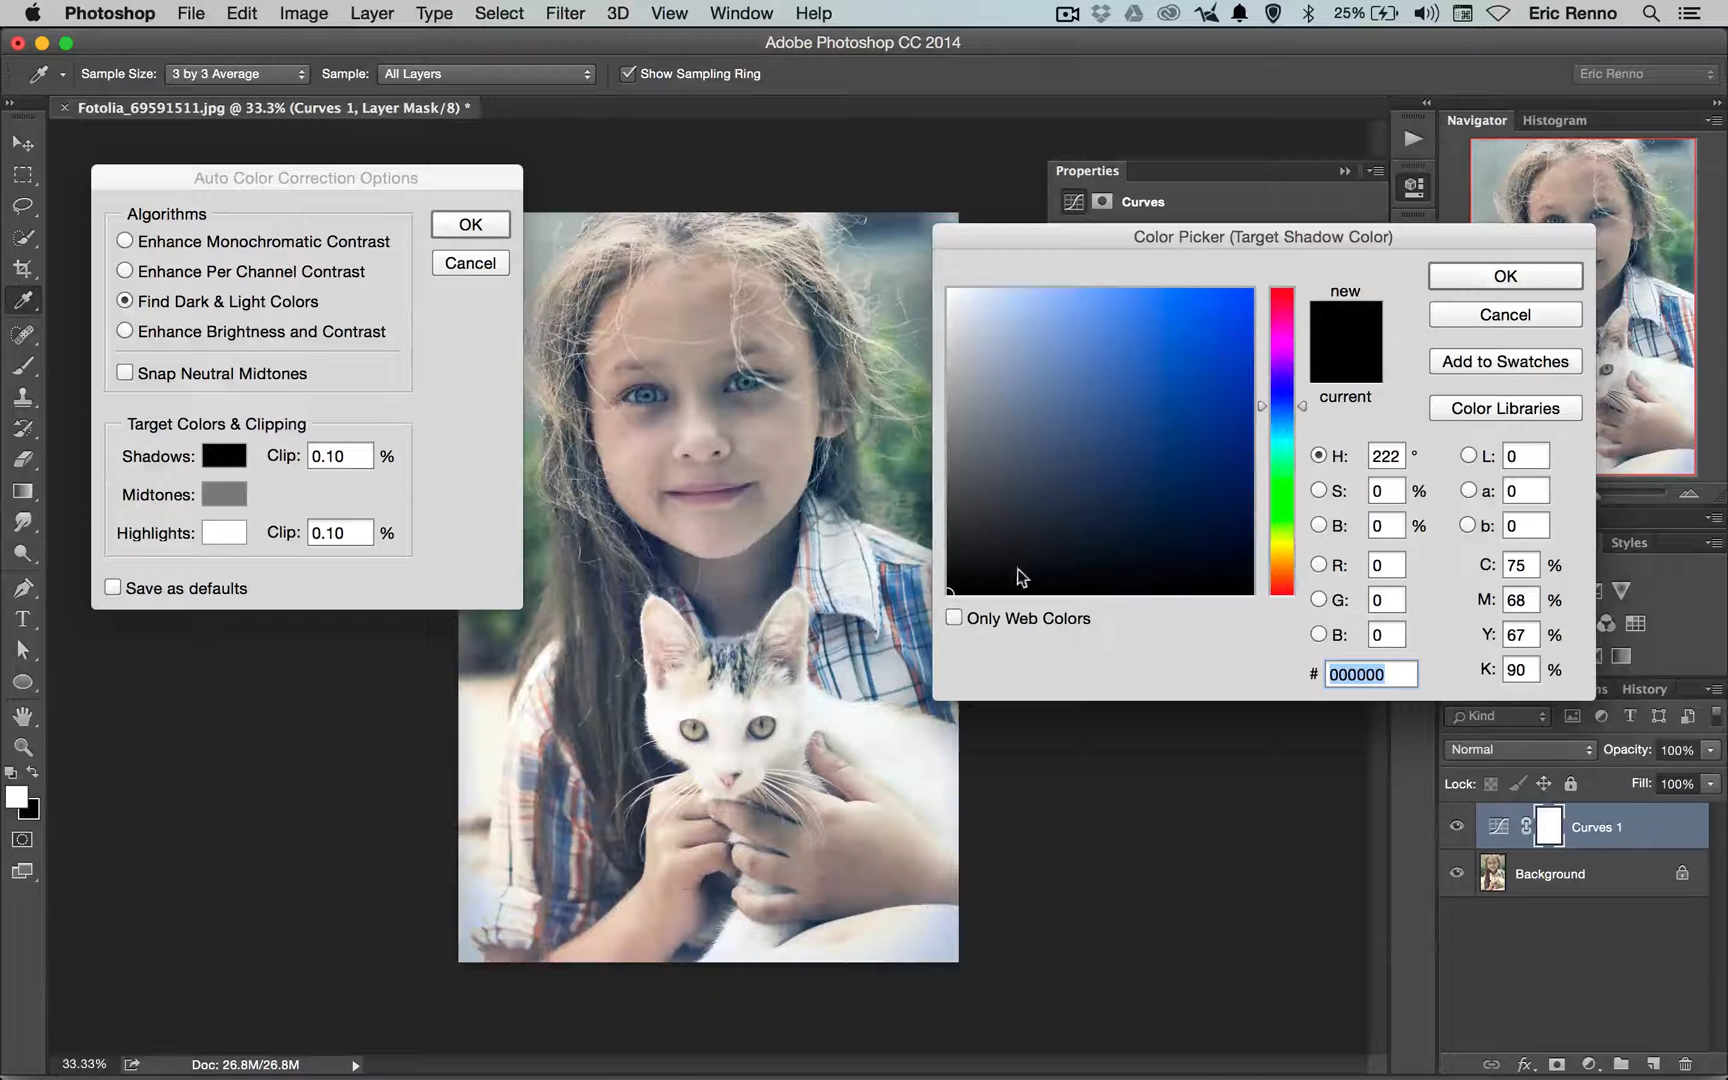 Photoshop File Edit Image Layer Type Select Filter 3D View Window Help 25% Eric Renno
Adobe Photoshop CC 2014
Sample Size: 3 by 3 Average Sample: All Layers Show Sampling Ring Eric Renno
Fotolia_69591511.jpg @ 33.3% (Curves 1, Layer Mask/8) *
Navigator Histogram
Auto Color Correction Options
Algorithms
Enhance Monochromatic Contrast
Enhance Per Channel Contrast
Find Dark & Light Colors
Enhance Brightness and Contrast
Snap Neutral Midtones
OK
Cancel
Target Colors & Clipping
Shadows: Clip: 0.10 %
Midtones:
Highlights: Clip: 0.10 %
Save as defaults
Properties
Curves
Color Picker (Target Shadow Color)
new
current
OK
Cancel
Add to Swatches
Color Libraries
H: 222 ° L: 0
S: 0 % a: 0
B: 0 % b: 0
R: 0 C: 75 %
G: 0 M: 68 %
B: 0 Y: 67 %
# 000000 K: 90 %
Only Web Colors
Styles
History
Kind
Normal Opacity: 100%
Lock: Fill: 100%
Curves 1
Background
33.33% Doc: 26.8M/26.8M